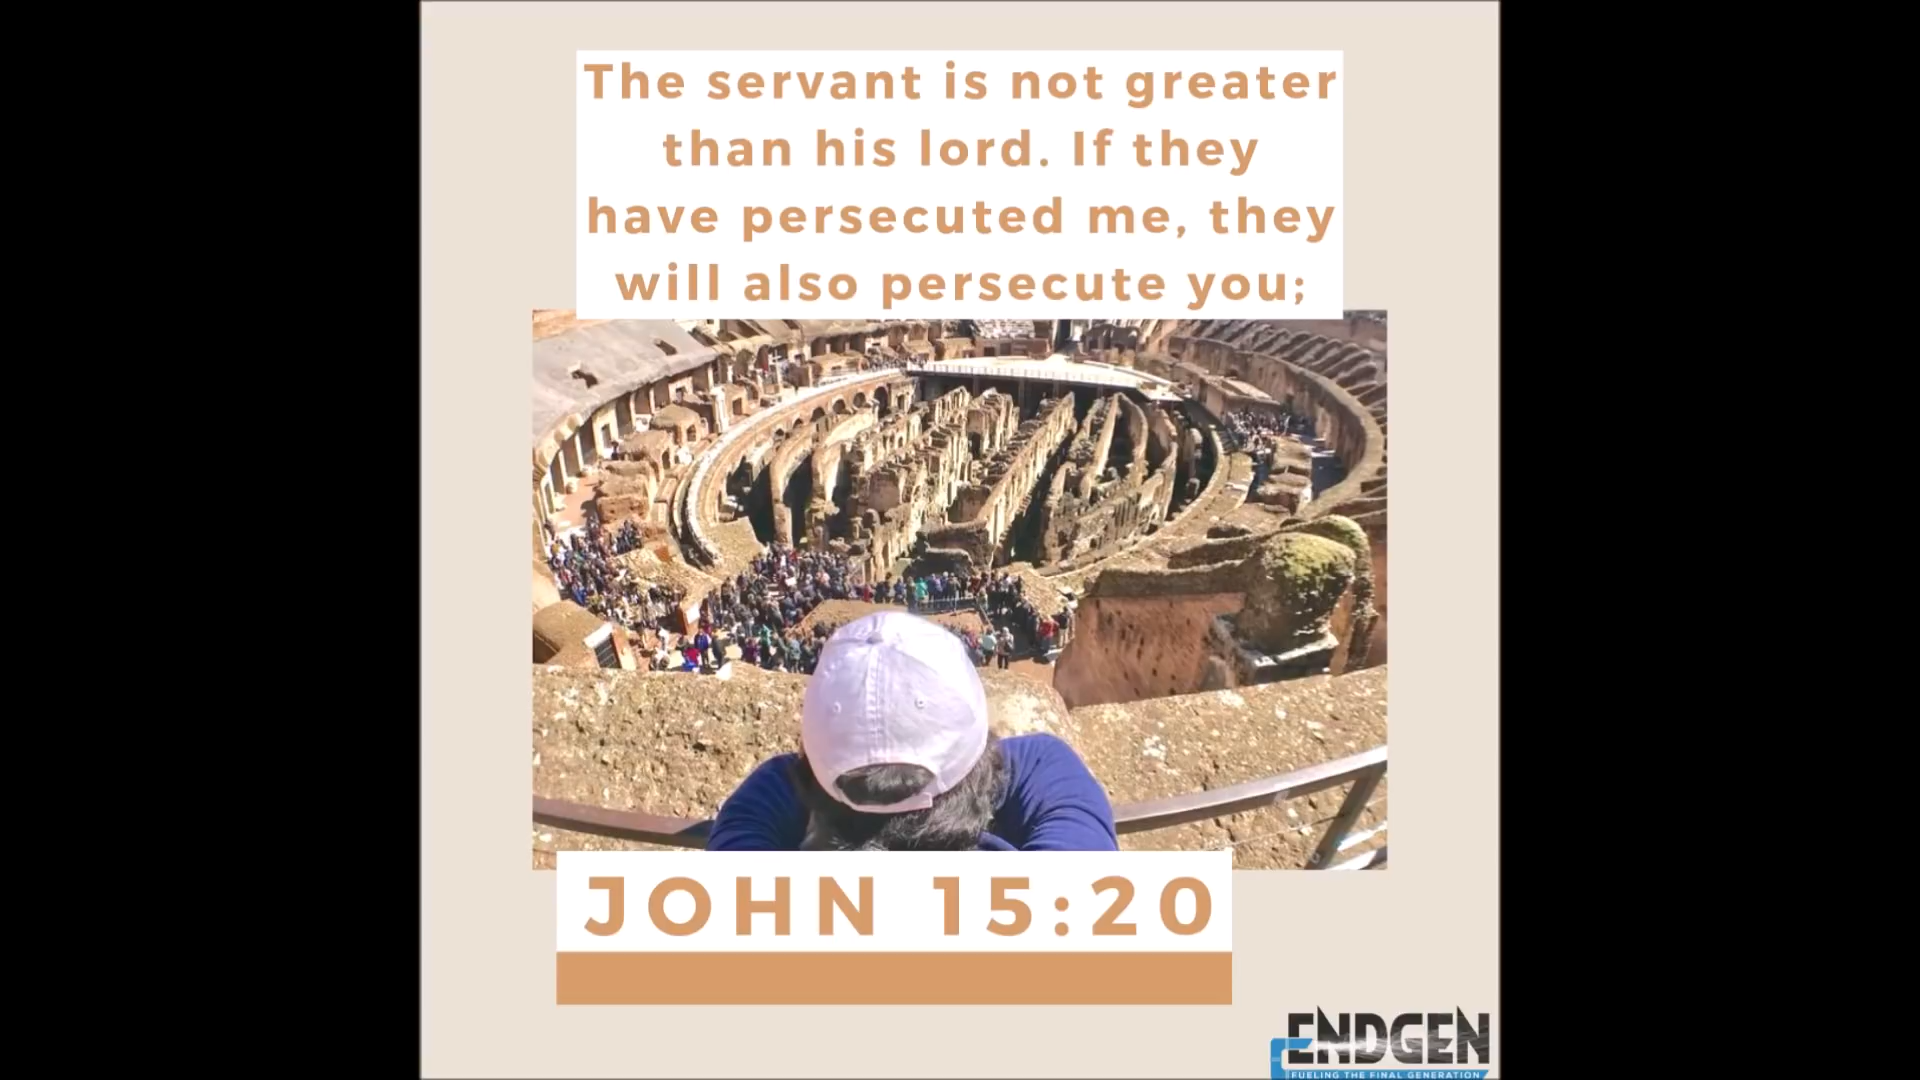 The servant is not greater
than his lord. If they
have persecuted me, they
will also persecute you;
JOHN 15:20
ENDGEN
FUELING THE FINAL GENERATION